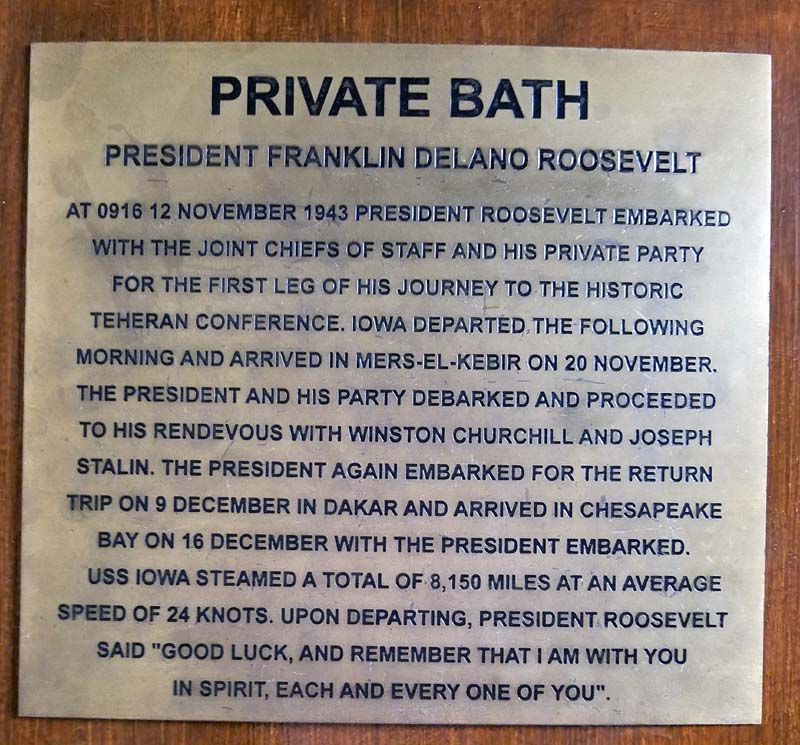 PRIVATE BATH
PRESIDENT FRANKLIN DELANO ROOSEVELT
AT 0916 12 NOVEMBER 1943 PRESIDENT ROOSEVELT EMBARKED
WITH THE JOINT CHIEFS OF STAFF AND HIS PRIVATE PARTY
FOR THE FIRST LEG OF HIS JOURNEY TO THE HISTORIC
TEHERAN CONFERENCE. IOWA DEPARTED THE FOLLOWING
MORNING AND ARRIVED IN MERS-EL-KEBIR ON 20 NOVEMBER.
THE PRESIDENT AND HIS PARTY DEBARKED AND PROCEEDED
TO HIS RENDEVOUS WITH WINSTON CHURCHILL AND JOSEPH
STALIN. THE PRESIDENT AGAIN EMBARKED FOR THE RETURN
TRIP ON 9 DECEMBER IN DAKAR AND ARRIVED IN CHESAPEAKE
BAY ON 16 DECEMBER WITH THE PRESIDENT EMBARKED.
USS IOWA STEAMED A TOTAL OF 8,150 MILES AT AN AVERAGE
SPEED OF 24 KNOTS. UPON DEPARTING, PRESIDENT ROOSEVELT
SAID "GOOD LUCK, AND REMEMBER THAT I AM WITH YOU
IN SPIRIT, EACH AND EVERY ONE OF YOU".